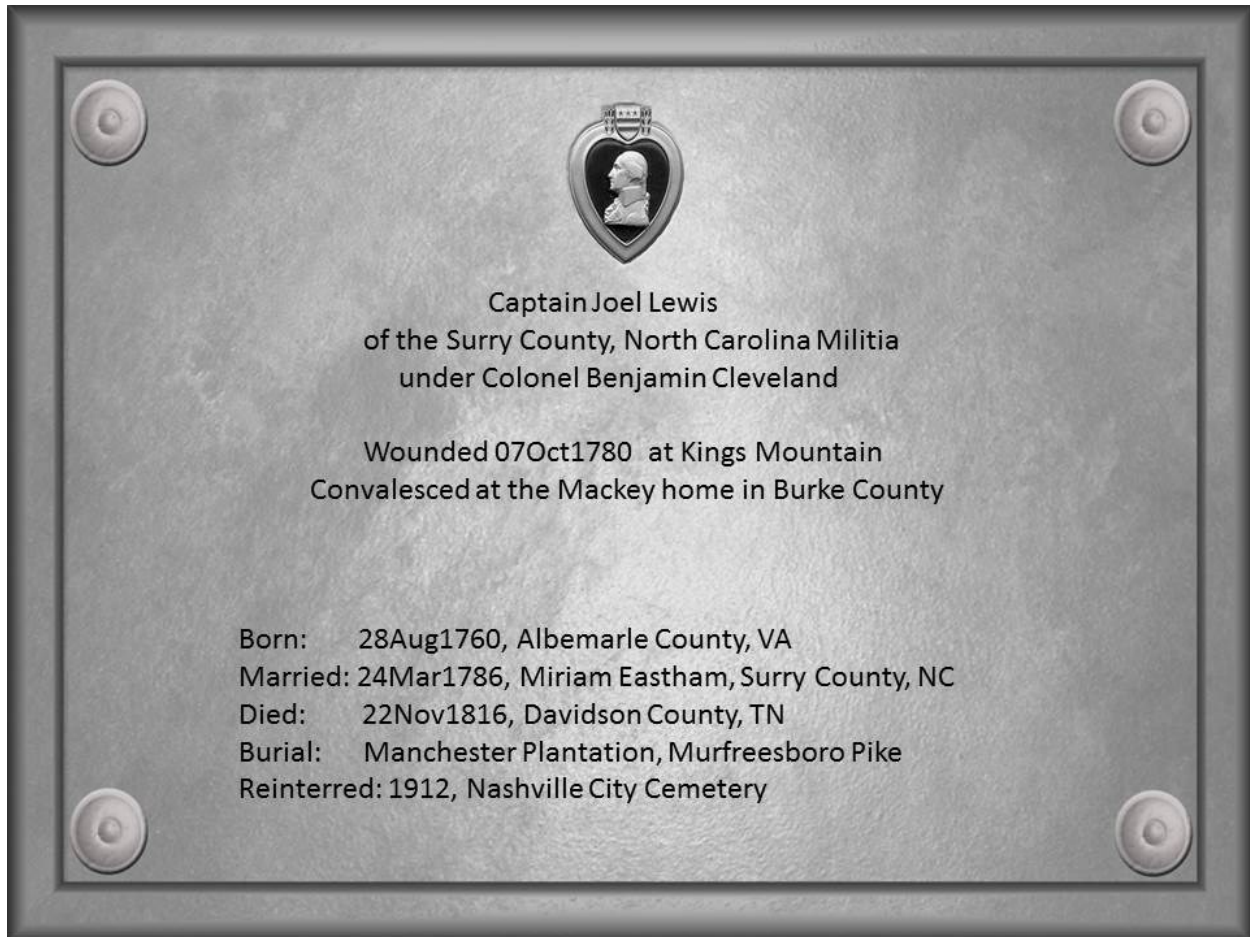 Captain Joel Lewis
of the Surry County, North Carolina Militia
under Colonel Benjamin Cleveland
Wounded 07Oct1780 at Kings Mountain
Convalesced at the Mackey home in Burke County
Born: 28Aug1760, Albemarle County, VA
Married: 24Mar1786, Miriam Eastham, Surry County, NC
Died: 22Nov1816, Davidson County, TN
Burial: Manchester Plantation, Murfreesboro Pike
Reinterred: 1912, Nashville City Cemetery